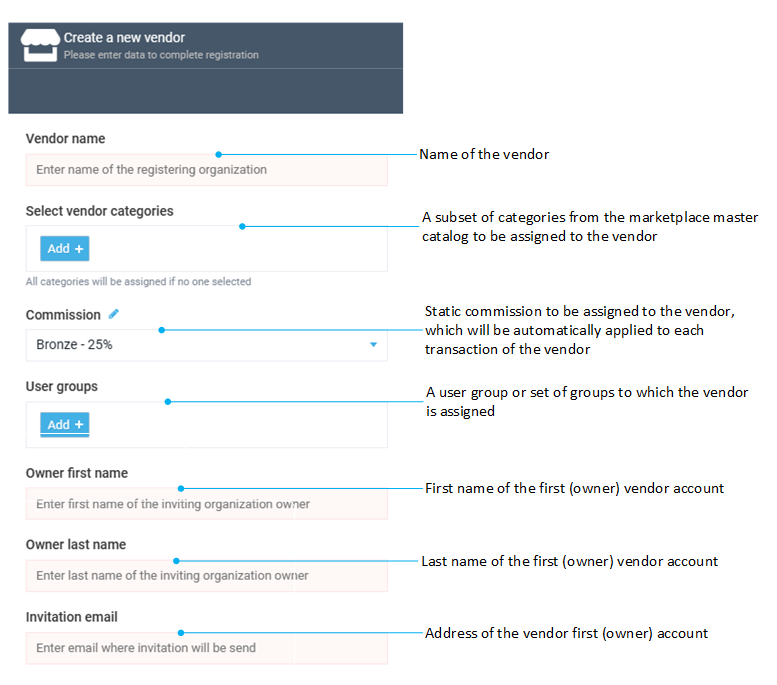 Create a new vendor
Please enter data to complete registration
Vendor name
Enter name of the registering organization
Name of the vendor
Select vendor categories
Add +
All categories will be assigned if no one selected
A subset of categories from the marketplace master
catalog to be assigned to the vendor
Commission
Bronze - 25%
Static commission to be assigned to the vendor,
which will be automatically applied to each
transaction of the vendor
User groups
Add +
A user group or set of groups to which the vendor
is assigned
Owner first name
Enter first name of the inviting organization owner
First name of the first (owner) vendor account
Owner last name
Enter last name of the inviting organization owner
Last name of the first (owner) vendor account
Invitation email
Enter email where invitation will be send
Address of the vendor first (owner) account